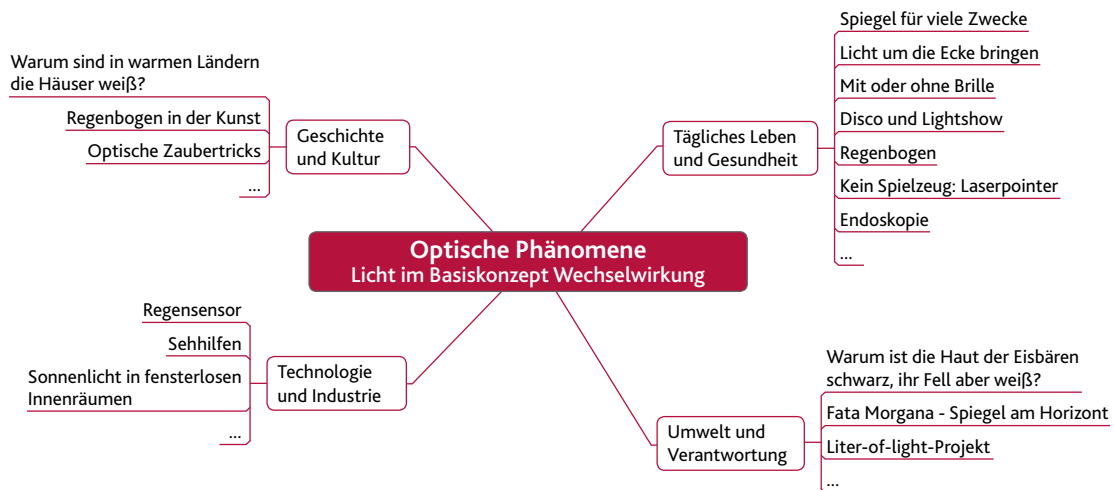 Optische Phänomene
Licht im Basiskonzept Wechselwirkung
Geschichte
und Kultur
Warum sind in warmen Ländern
die Häuser weiß?
Regenbogen in der Kunst
Optische Zaubertricks
...
Tägliches Leben
und Gesundheit
Spiegel für viele Zwecke
Licht um die Ecke bringen
Mit oder ohne Brille
Disco und Lightshow
Regenbogen
Kein Spielzeug: Laserpointer
Endoskopie
...
Technologie
und Industrie
Regensensor
Sehhilfen
Sonnenlicht in fensterlosen
Innenräumen
...
Umwelt und
Verantwortung
Warum ist die Haut der Eisbären
schwarz, ihr Fell aber weiß?
Fata Morgana - Spiegel am Horizont
Liter-of-light-Projekt
...